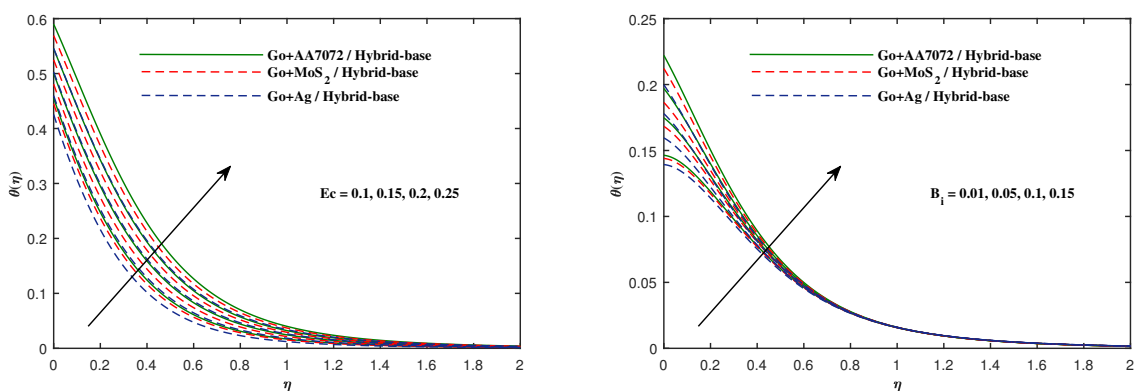 0.6
0.5
0.4
0.3
0.2
0.1
0
θ(η)
Go+AA7072 / Hybrid-base
Go+MoS2 / Hybrid-base
Go+Ag / Hybrid-base
Ec = 0.1, 0.15, 0.2, 0.25
0 0.2 0.4 0.6 0.8 1 1.2 1.4 1.6 1.8 2
η
0.25
0.2
0.15
0.1
0.05
0
θ(η)
Go+AA7072 / Hybrid-base
Go+MoS2 / Hybrid-base
Go+Ag / Hybrid-base
Bi = 0.01, 0.05, 0.1, 0.15
0 0.2 0.4 0.6 0.8 1 1.2 1.4 1.6 1.8 2
η